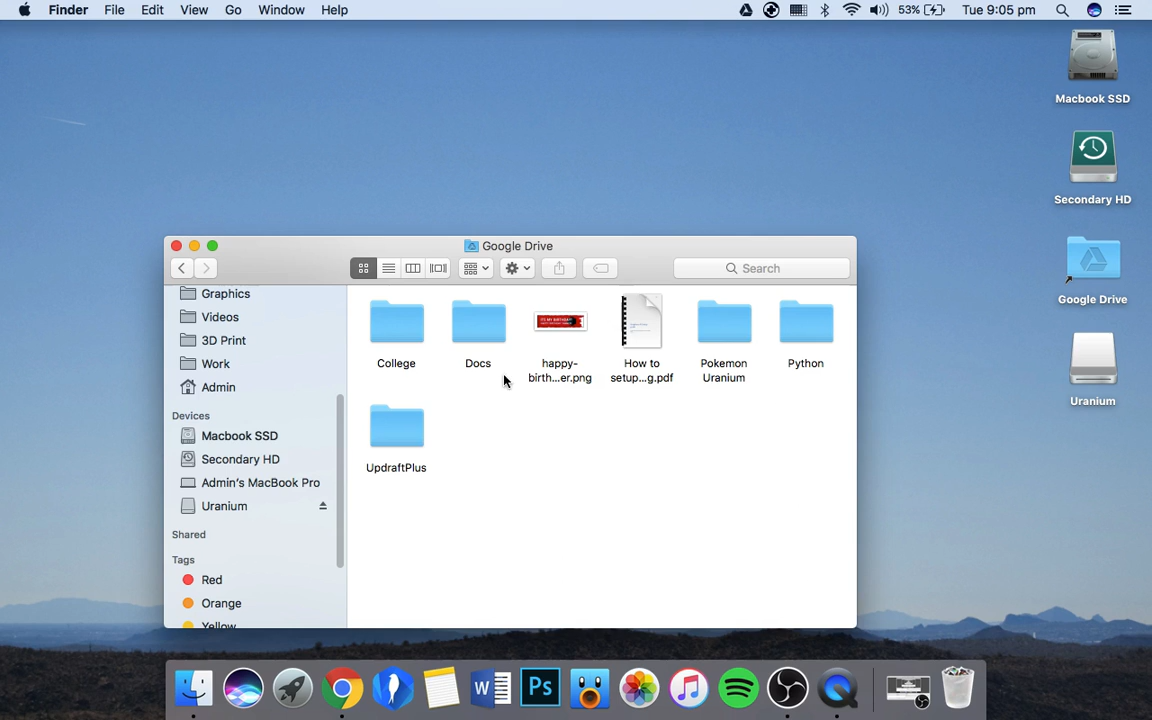 Finder File Edit View Go Window Help
53% Tue 9:05 pm
Macbook SSD
Secondary HD
Google Drive
Uranium
Google Drive
Search
Graphics
Videos
3D Print
Work
Admin
Devices
Macbook SSD
Secondary HD
Admin's MacBook Pro
Uranium
Shared
Tags
Red
Orange
Yellow
College
Docs
happy-
birth...er.png
How to
setup...g.pdf
Pokemon
Uranium
Python
UpdraftPlus
W
Ps